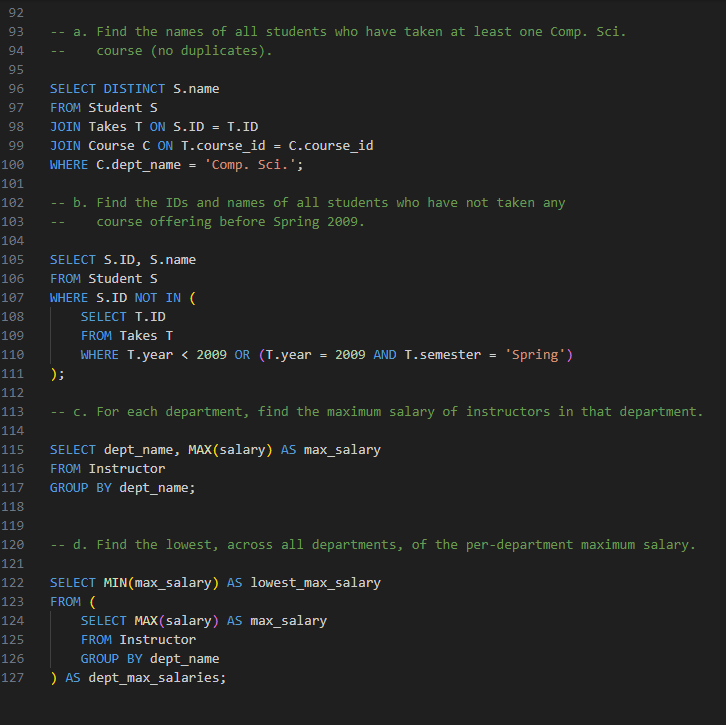 92
93 -- a. Find the names of all students who have taken at least one Comp. Sci.
94 --    course (no duplicates).
95
96 SELECT DISTINCT S.name
97 FROM Student S
98 JOIN Takes T ON S.ID = T.ID
99 JOIN Course C ON T.course_id = C.course_id
100 WHERE C.dept_name = 'Comp. Sci.';
101
102 -- b. Find the IDs and names of all students who have not taken any
103 --    course offering before Spring 2009.
104
105 SELECT S.ID, S.name
106 FROM Student S
107 WHERE S.ID NOT IN (
108     SELECT T.ID
109     FROM Takes T
110     WHERE T.year < 2009 OR (T.year = 2009 AND T.semester = 'Spring')
111 );
112
113 -- c. For each department, find the maximum salary of instructors in that department.
114
115 SELECT dept_name, MAX(salary) AS max_salary
116 FROM Instructor
117 GROUP BY dept_name;
118
119
120 -- d. Find the lowest, across all departments, of the per-department maximum salary.
121
122 SELECT MIN(max_salary) AS lowest_max_salary
123 FROM (
124     SELECT MAX(salary) AS max_salary
125     FROM Instructor
126     GROUP BY dept_name
127 ) AS dept_max_salaries;